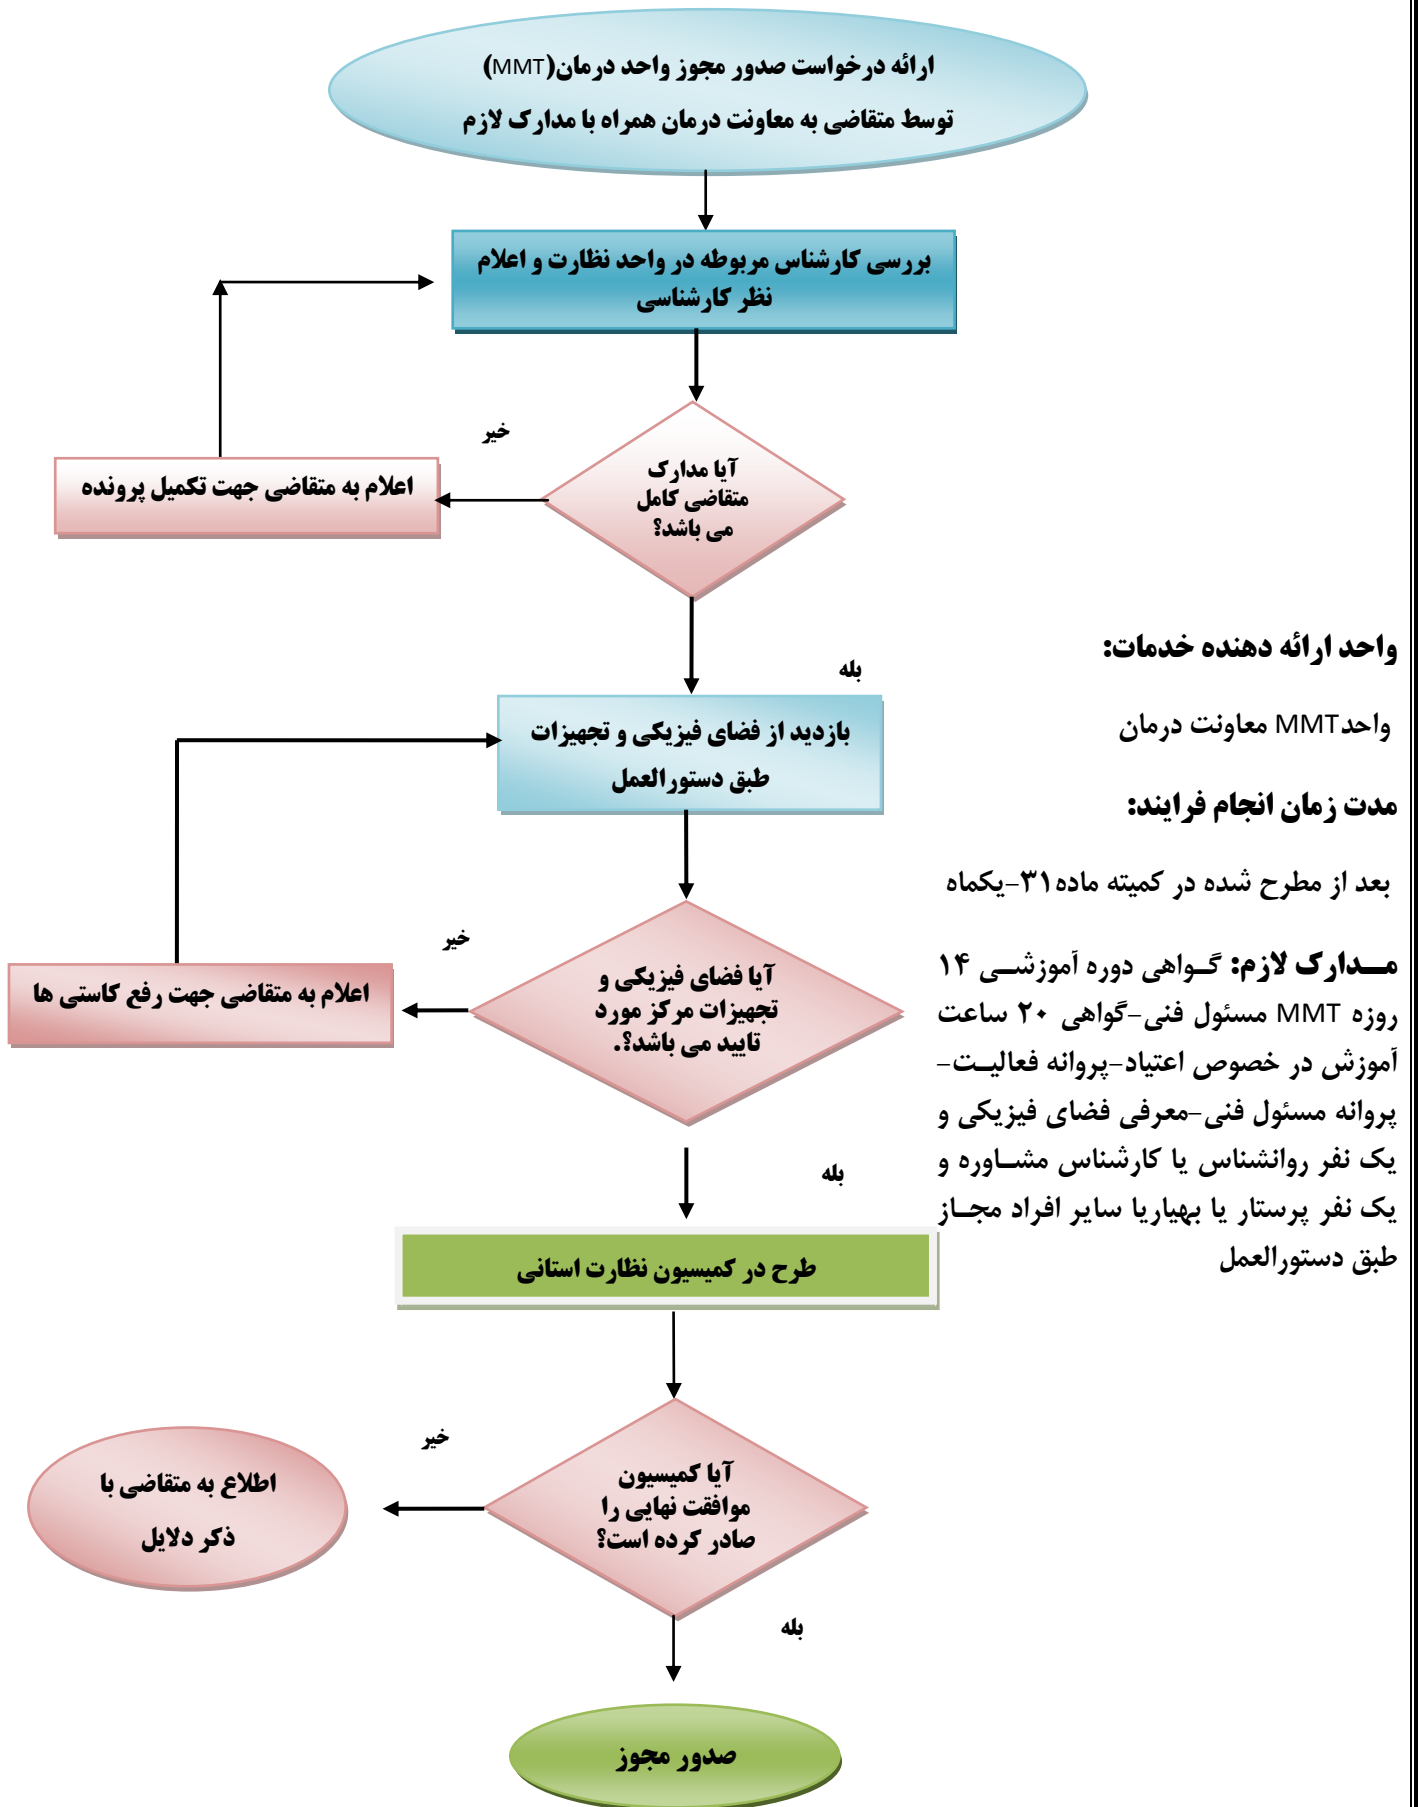 ارائه درخواست صدور مجوز واحد درمان(MMT)
توسط متقاضی به معاونت درمان همراه با مدارک لازم
بررسی کارشناس مربوطه در واحد نظارت و اعلام
نظر کارشناسی
خیر
آیا مدارک
متقاضی کامل
می باشد؟
اعلام به متقاضی جهت تکمیل پرونده
بله
بازدید از فضای فیزیکی و تجهیزات
طبق دستورالعمل
خیر
آیا فضای فیزیکی و
تجهیزات مرکز مورد
تایید می باشد؟.
اعلام به متقاضی جهت رفع کاستی ها
بله
طرح در کمیسیون نظارت استانی
خیر
آیا کمیسیون
موافقت نهایی را
صادر کرده است؟
اطلاع به متقاضی با
ذکر دلایل
بله
صدور مجوز
واحد ارائه دهنده خدمات:
واحدMMT معاونت درمان
مدت زمان انجام فرایند:
بعد از مطرح شده در کمیته ماده۳۱-یکماه
مــدارک لازم: گـواهی دوره آموزشــی ۱۴
روزه MMT مسئول فنی-گواهی ۲۰ ساعت
آموزش در خصوص اعتیاد-پروانه فعالیـت-
پروانه مسئول فنی-معرفی فضای فیزیکی و
یک نفر روانشناس یا کارشناس مشـاوره و
یک نفر پرستار یا بهیاریا سایر افراد مجـاز
طبق دستورالعمل